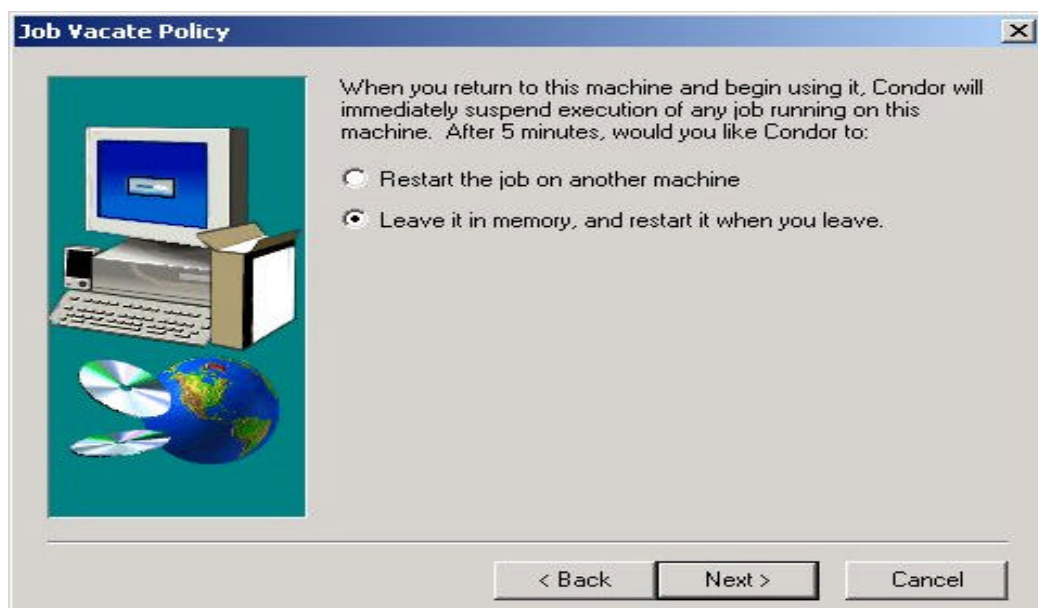 Job Vacate Policy
When you return to this machine and begin using it, Condor will
immediately suspend execution of any job running on this
machine. After 5 minutes, would you like Condor to:
Restart the job on another machine
Leave it in memory, and restart it when you leave.
< Back
Next >
Cancel